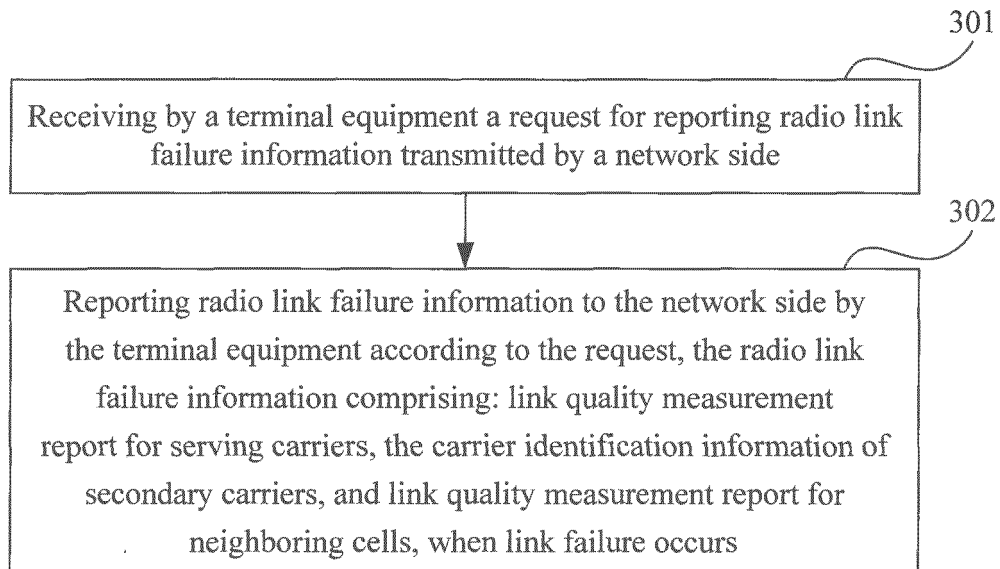 301
Receiving by a terminal equipment a request for reporting radio link
failure information transmitted by a network side
302
Reporting radio link failure information to the network side by
the terminal equipment according to the request, the radio link
failure information comprising: link quality measurement
report for serving carriers, the carrier identification information of
secondary carriers, and link quality measurement report for
neighboring cells, when link failure occurs